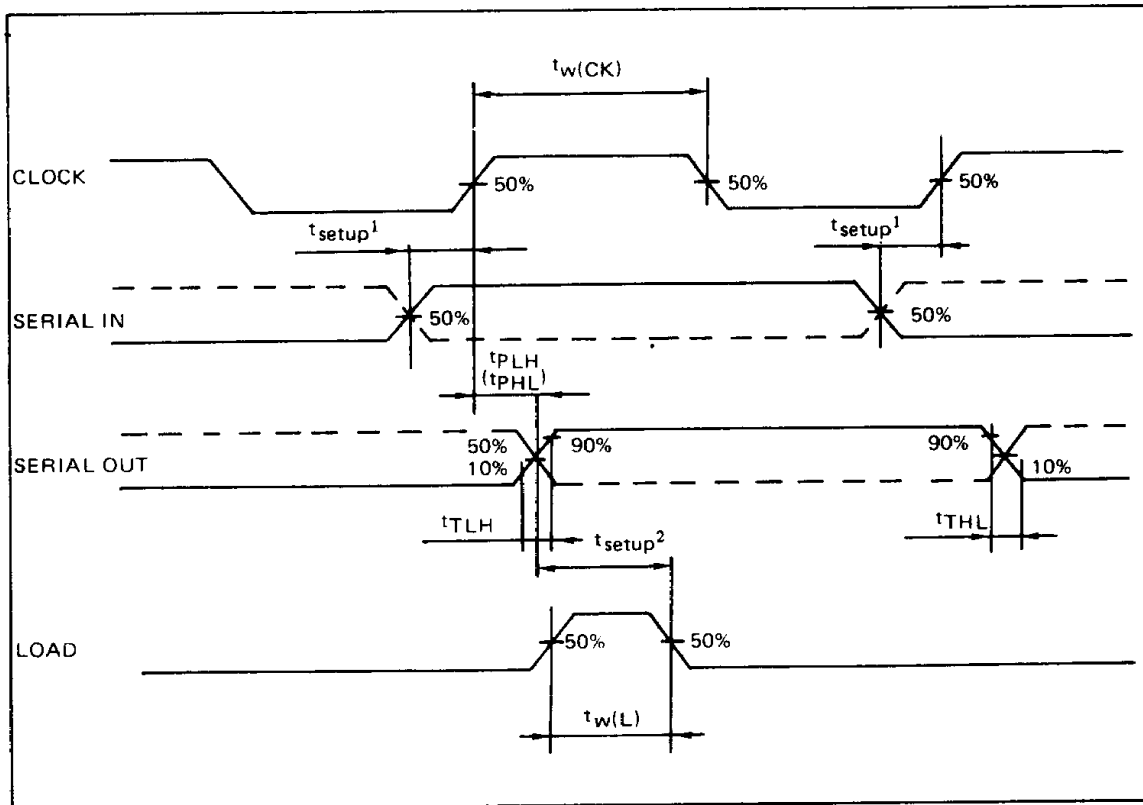 tw(CK)
CLOCK
50%
50%
50%
tsetup1
tsetup1
SERIAL IN
50%
50%
tPLH
(tPHL)
SERIAL OUT
50%
10%
90%
90%
10%
tTLH
tsetup2
tTHL
LOAD
50%
50%
tw(L)